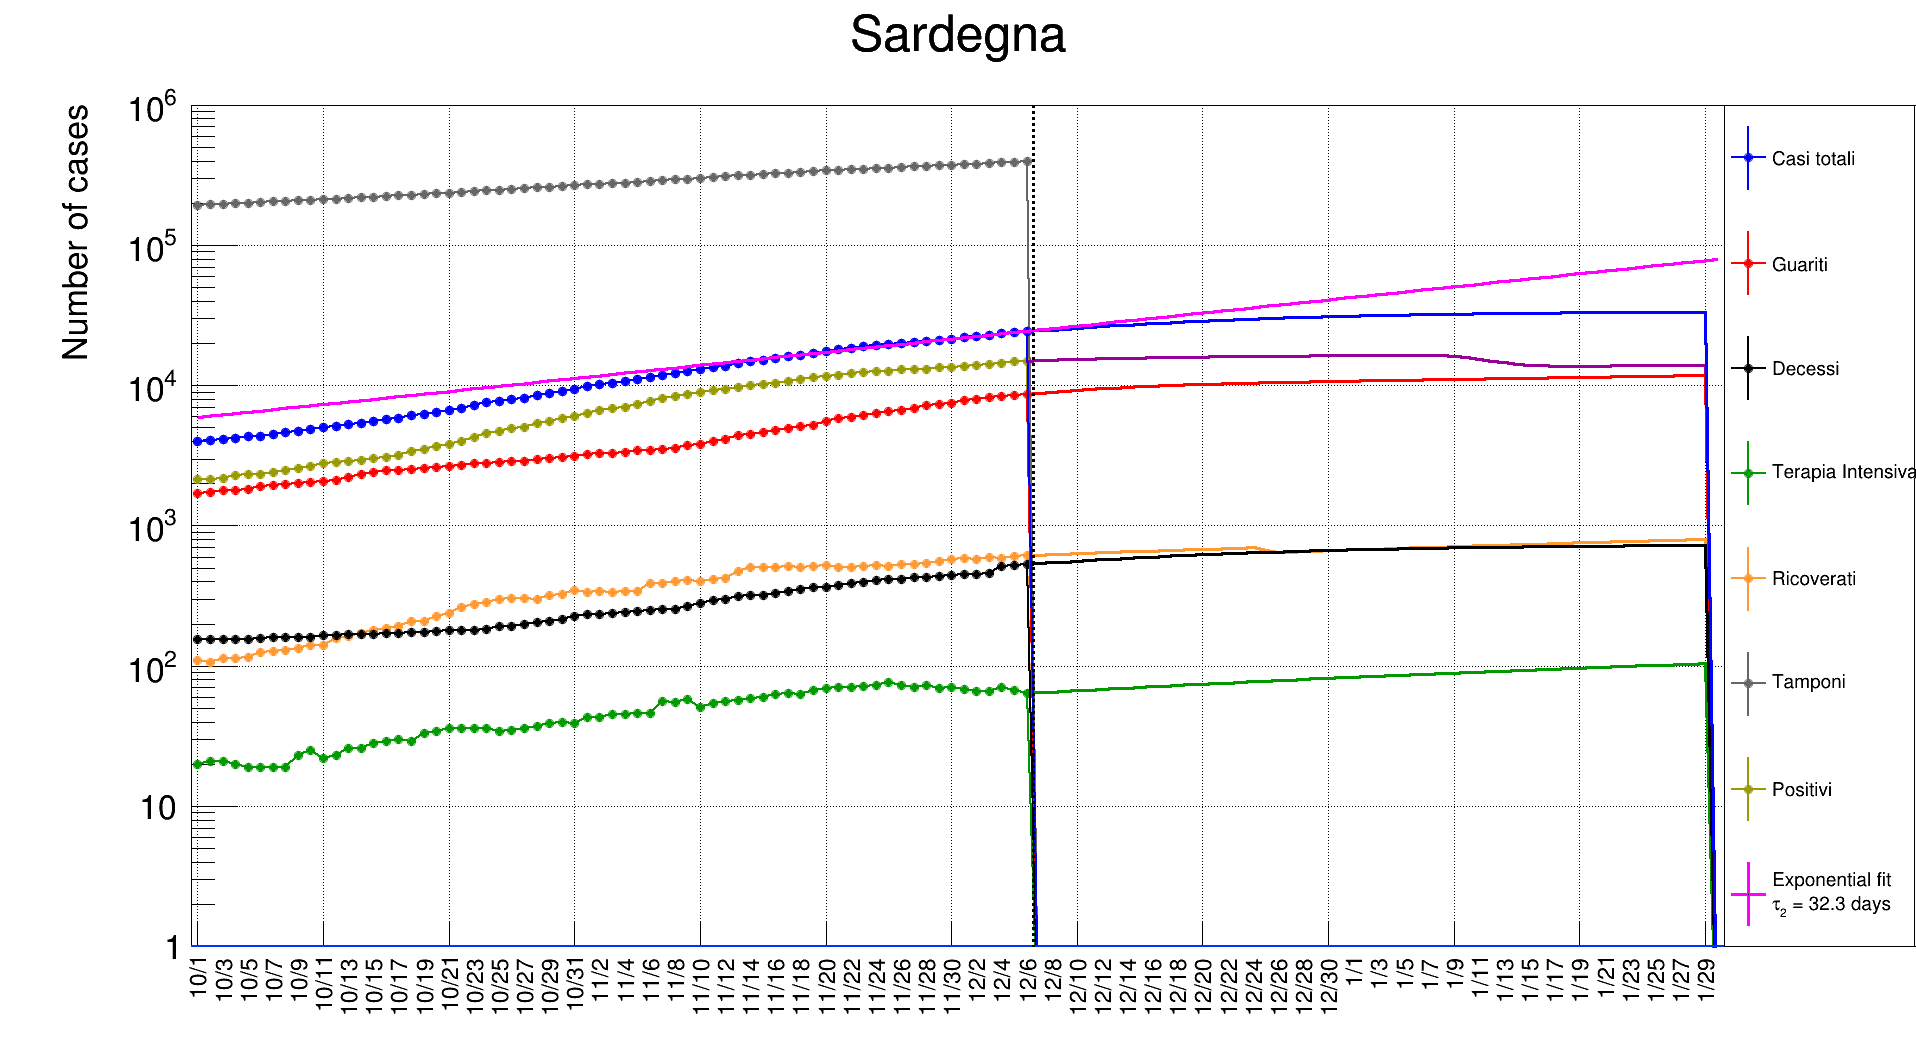 Sardegna
Number of cases
10^6
10^5
10^4
10^3
10^2
10
1
10/1 10/3 10/5 10/7 10/9 10/11 10/13 10/15 10/17 10/19 10/21 10/23 10/25 10/27 10/29 10/31 11/2 11/4 11/6 11/8 11/10 11/12 11/14 11/16 11/18 11/20 11/22 11/24 11/26 11/28 11/30 12/2 12/4 12/6 12/8 12/10 12/12 12/14 12/16 12/18 12/20 12/22 12/24 12/26 12/28 12/30 1/1 1/3 1/5 1/7 1/9 1/11 1/13 1/15 1/17 1/19 1/21 1/23 1/25 1/27 1/29
Casi totali
Guariti
Decessi
Terapia Intensiva
Ricoverati
Tamponi
Positivi
Exponential fit
τ_2 = 32.3 days